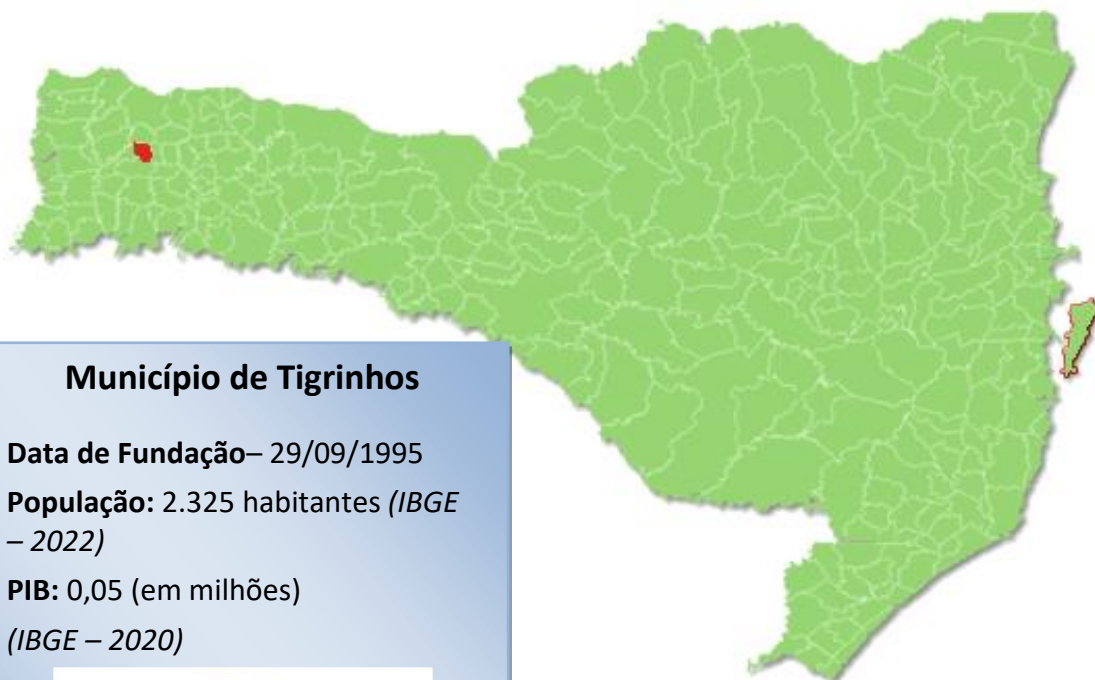 Município de Tigrinhos
Data de Fundação– 29/09/1995
População: 2.325 habitantes (IBGE
– 2022)
PIB: 0,05 (em milhões)
(IBGE – 2020)